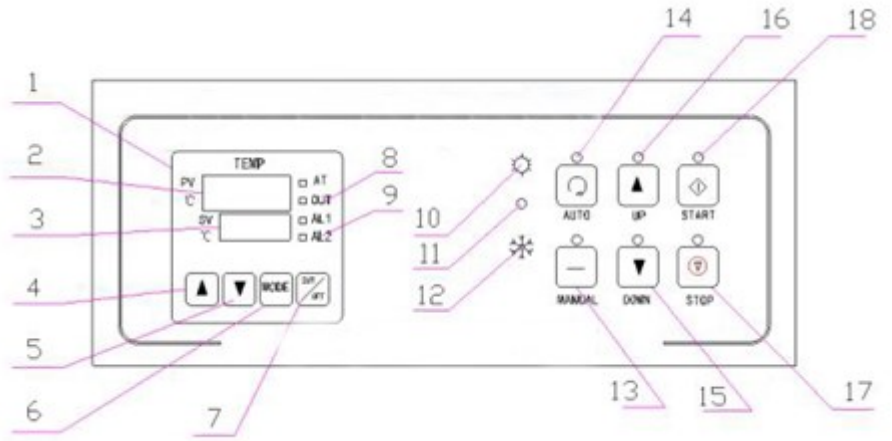 14 16 18
1
TEMP
2 PV 8
AT
℃ OUT
9
3 SV AL1
℃ AL2
10
11
12
AUTO UP START
4 MODE OFF
MANUAL DOWN STOP
5
6 7 13 15 17